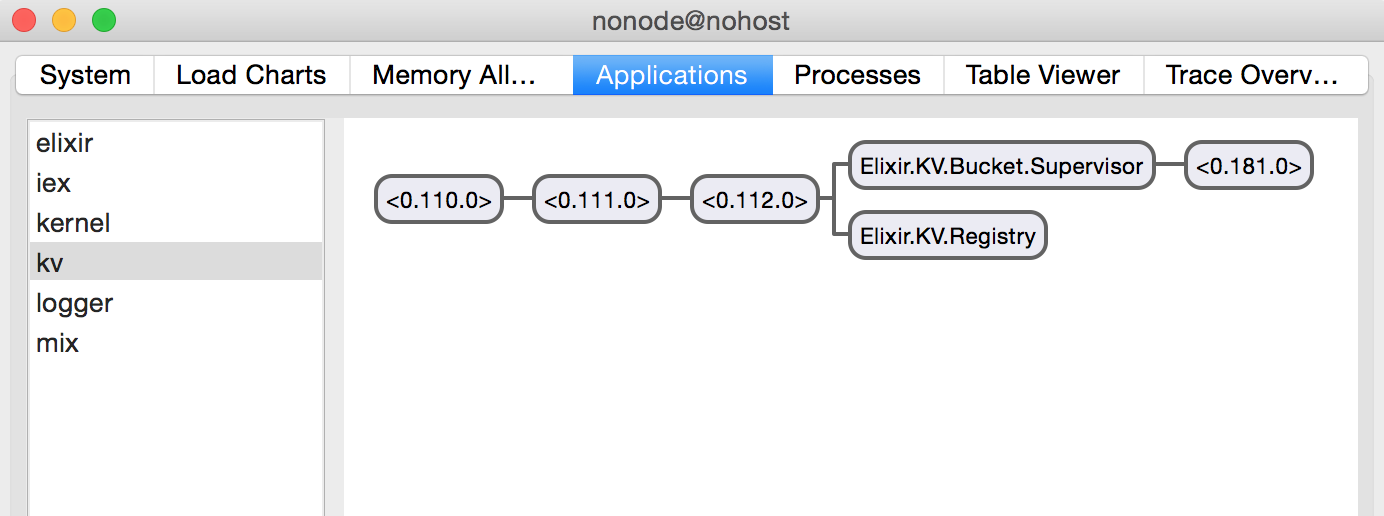 nonode@nohost
System Load Charts Memory All... Applications Processes Table Viewer Trace Overv...
elixir
iex
kernel
kv
logger
mix
<0.110.0> <0.111.0> <0.112.0> Elixir.KV.Bucket.Supervisor <0.181.0>
Elixir.KV.Registry